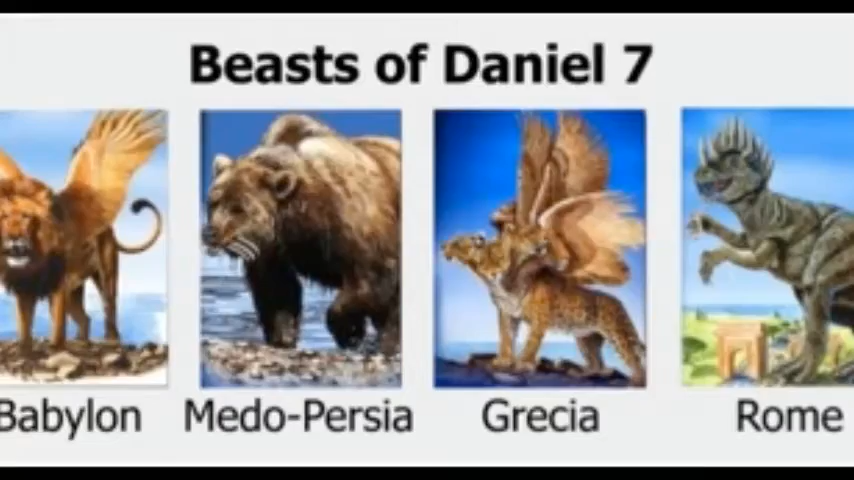 Beasts of Daniel 7
Babylon
Medo-Persia
Grecia
Rome